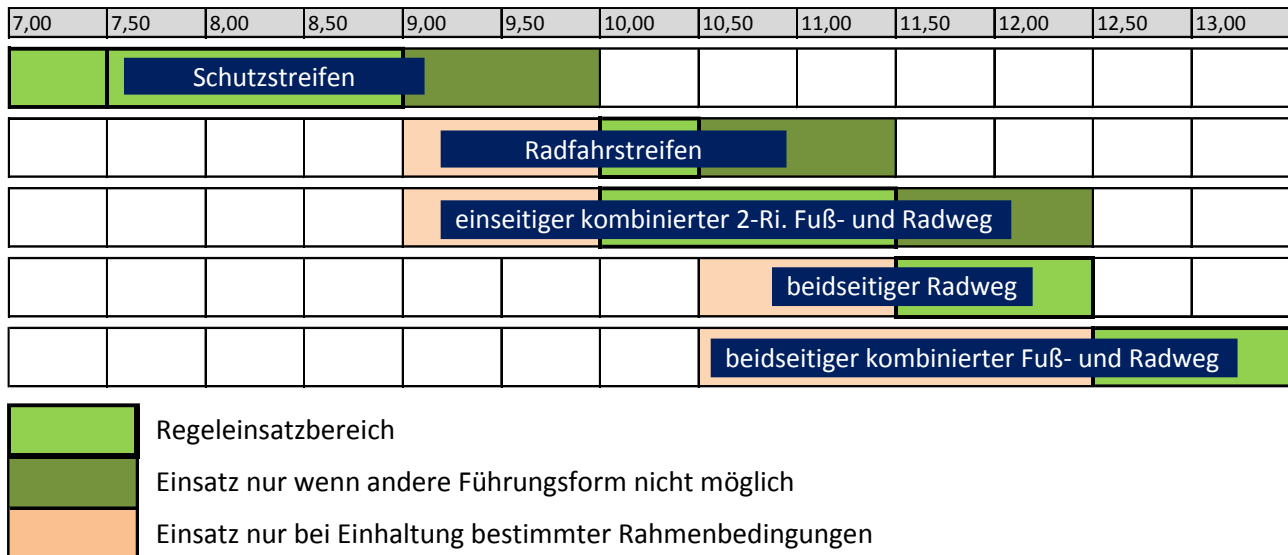 7,00 7,50 8,00 8,50 9,00 9,50 10,00 10,50 11,00 11,50 12,00 12,50 13,00
Schutzstreifen
Radfahrstreifen
einseitiger kombinierter 2-Ri. Fuß- und Radweg
beidseitiger Radweg
beidseitiger kombinierter Fuß- und Radweg
Regeleinsatzbereich
Einsatz nur wenn andere Führungsform nicht möglich
Einsatz nur bei Einhaltung bestimmter Rahmenbedingungen